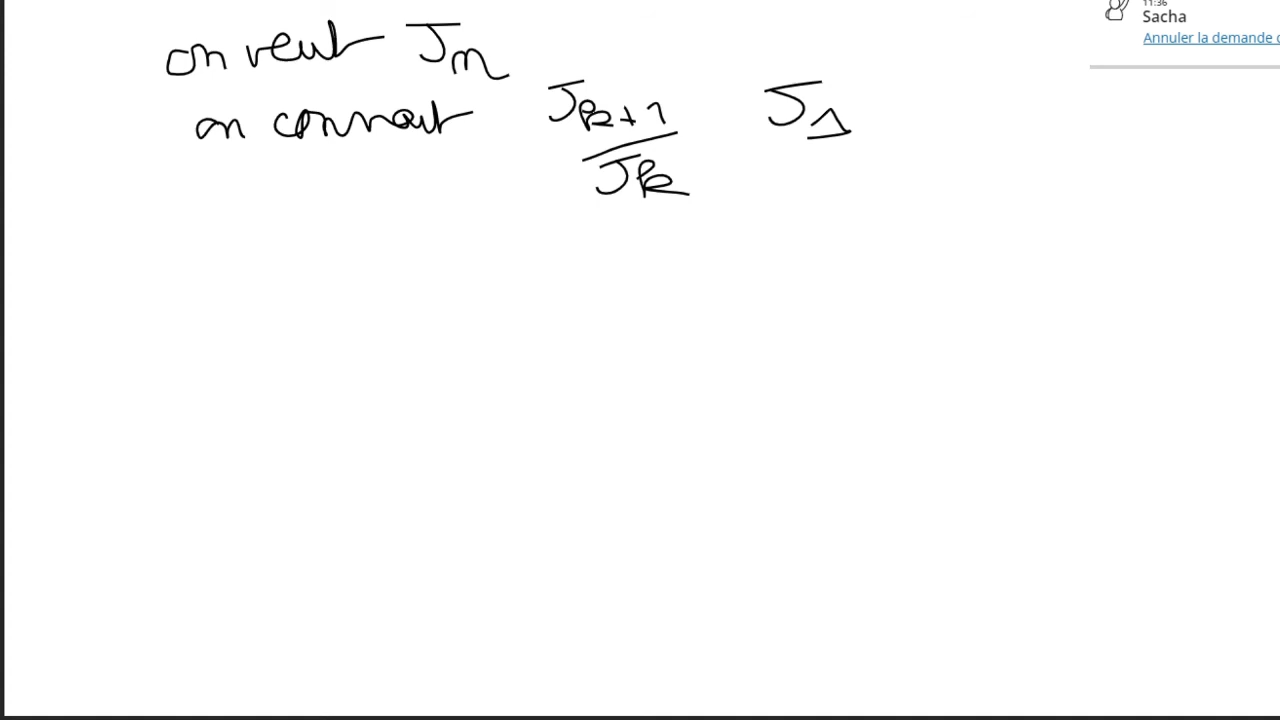 on veut Jn
on connait Jk+1/Jk J1
11:36
Sacha
Annuler la demande